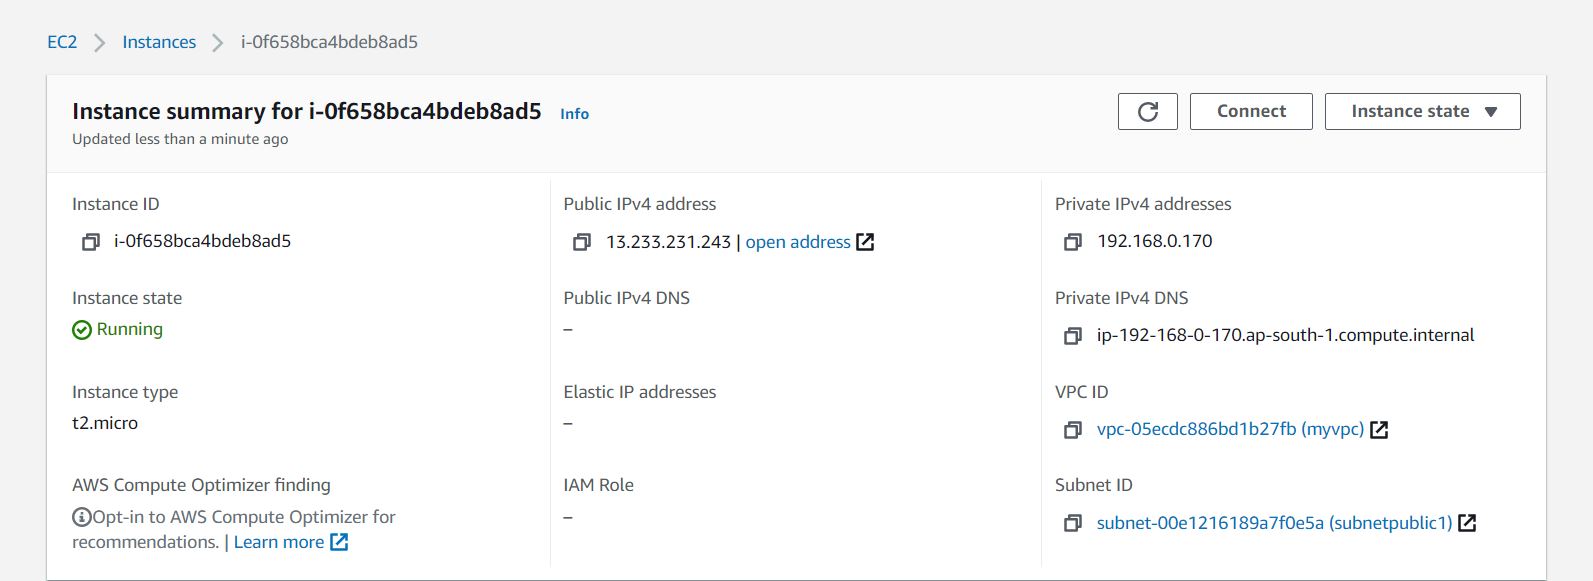 EC2 > Instances > i-0f658bca4bdeb8ad5
Instance summary for i-0f658bca4bdeb8ad5 Info
Updated less than a minute ago
Connect
Instance state
Instance ID
i-0f658bca4bdeb8ad5
Public IPv4 address
13.233.231.243 | open address
Private IPv4 addresses
192.168.0.170
Instance state
Running
Public IPv4 DNS
–
Private IPv4 DNS
ip-192-168-0-170.ap-south-1.compute.internal
Instance type
t2.micro
Elastic IP addresses
–
VPC ID
vpc-05ecdc886bd1b27fb (myvpc)
AWS Compute Optimizer finding
Opt-in to AWS Compute Optimizer for
recommendations. | Learn more
IAM Role
–
Subnet ID
subnet-00e1216189a7f0e5a (subnetpublic1)